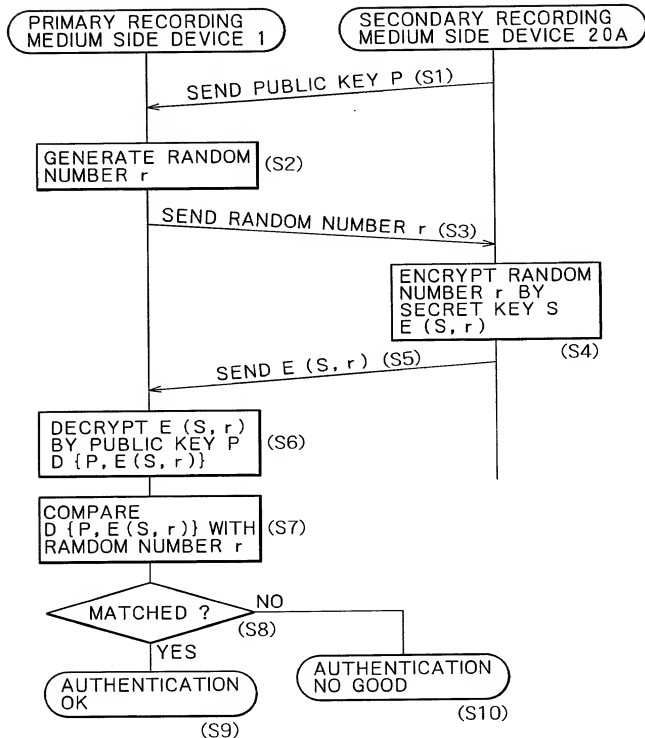 PRIMARY RECORDING
MEDIUM SIDE DEVICE 1
SECONDARY RECORDING
MEDIUM SIDE DEVICE 20A
SEND PUBLIC KEY P (S1)
GENERATE RANDOM
NUMBER r
(S2)
SEND RANDOM NUMBER r (S3)
ENCRYPT RANDOM
NUMBER r BY
SECRET KEY S
E (S, r)
(S4)
SEND E (S, r) (S5)
DECRYPT E (S, r)
BY PUBLIC KEY P
D {P, E (S, r)}
(S6)
COMPARE
D {P, E (S, r)} WITH
RAMDOM NUMBER r
(S7)
MATCHED ?
NO
(S8)
YES
AUTHENTICATION
OK
(S9)
AUTHENTICATION
NO GOOD
(S10)